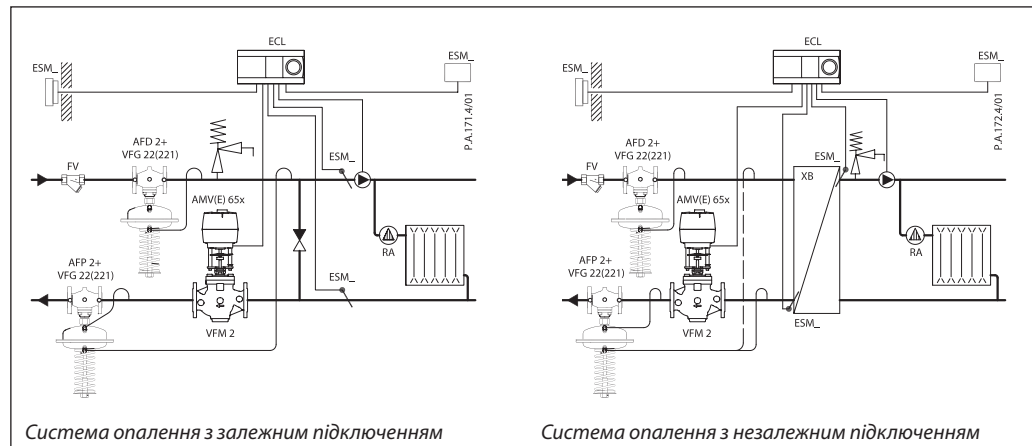 ECL
ESM_
ESM_
P.A.171.4/01
AFD 2+
VFG 22(221)
FV
ESM_
AMV(E) 65x
RA
AFP 2+
VFG 22(221)
ESM_
VFM 2
Система опалення з залежним підключенням
ECL
ESM_
ESM_
P.A.172.4/01
AFD 2+
VFG 22(221)
FV
ESM_
XB
AMV(E) 65x
RA
AFP 2+
VFG 22(221)
ESM_
VFM 2
Система опалення з незалежним підключенням